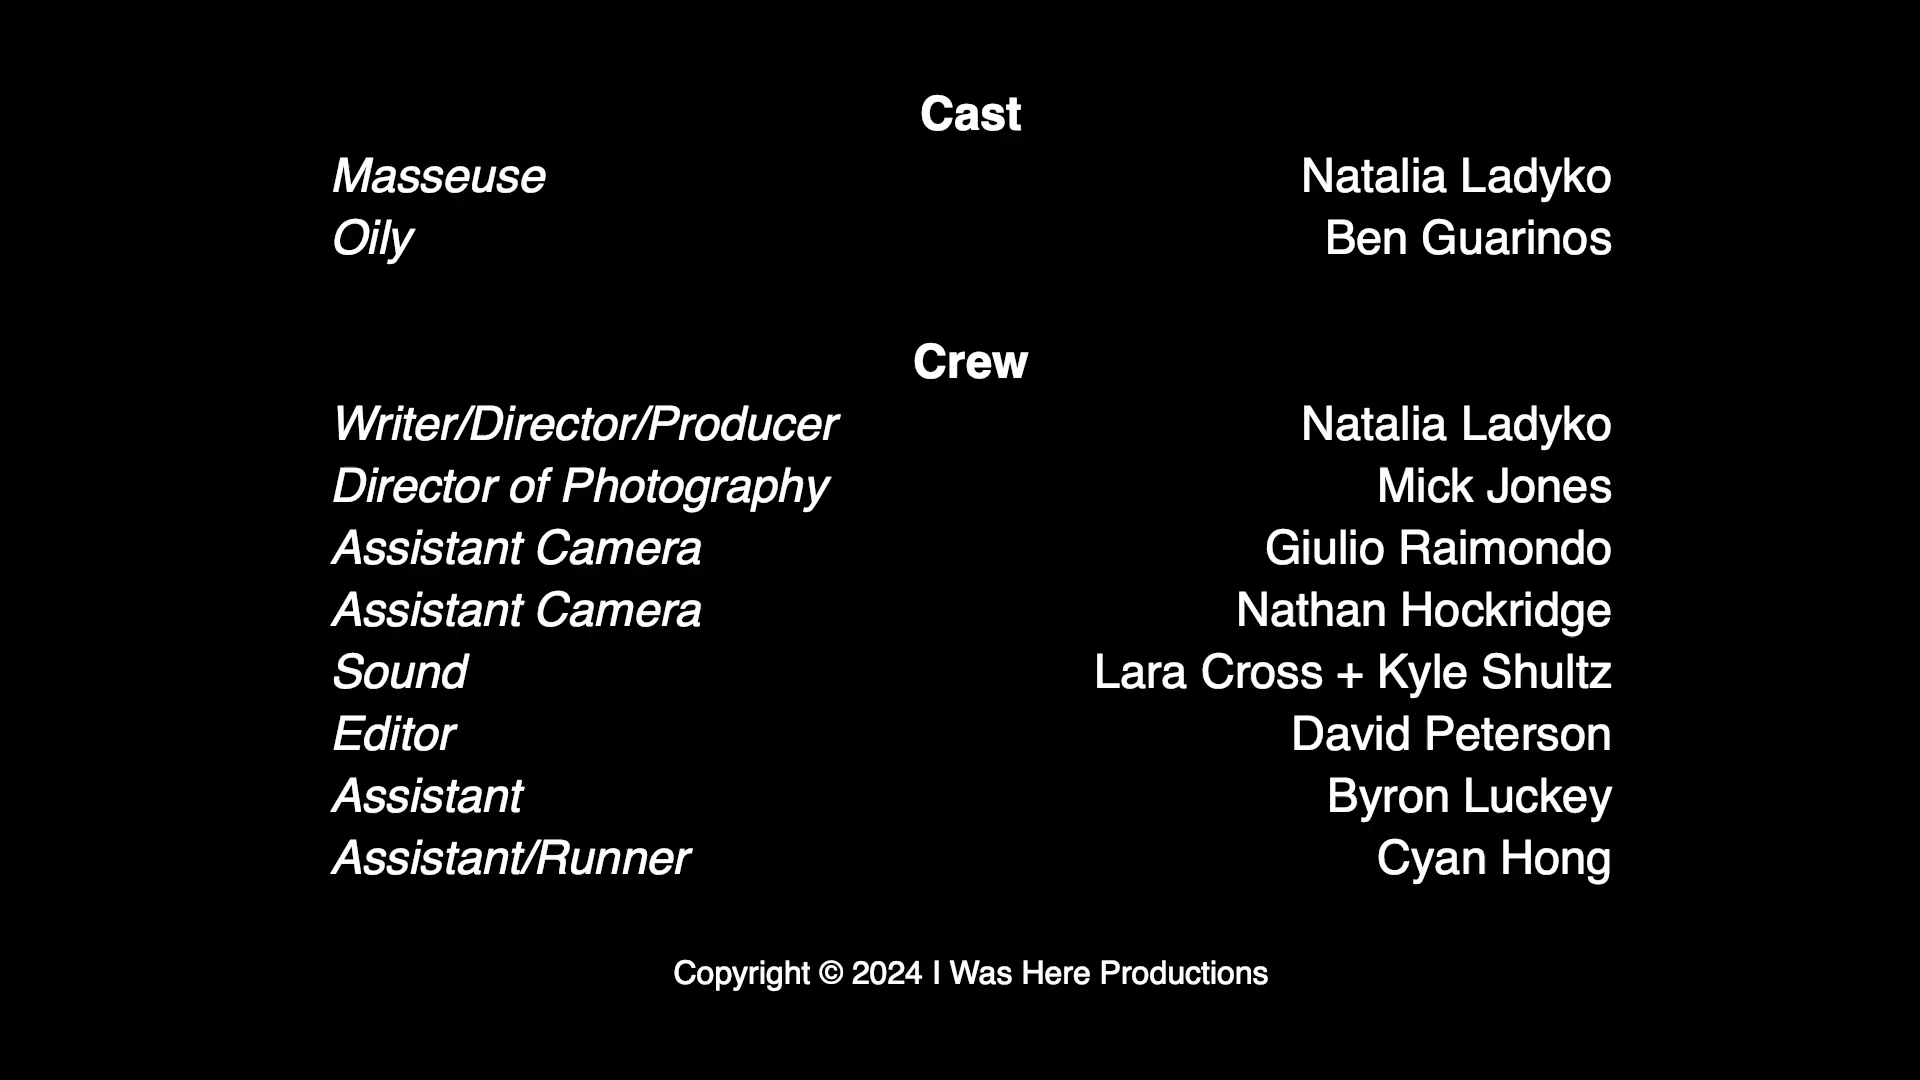 Cast
Masseuse Natalia Ladyko
Oily Ben Guarinos
Crew
Writer/Director/Producer Natalia Ladyko
Director of Photography Mick Jones
Assistant Camera Giulio Raimondo
Assistant Camera Nathan Hockridge
Sound Lara Cross + Kyle Shultz
Editor David Peterson
Assistant Byron Luckey
Assistant/Runner Cyan Hong
Copyright © 2024 I Was Here Productions